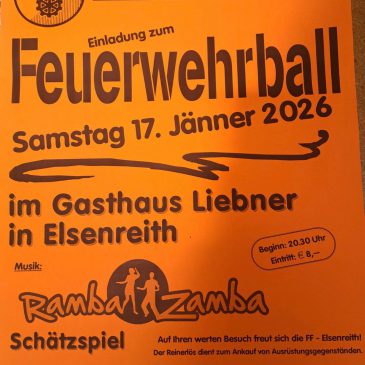 Einladung zum
Feuerwehrball
Samstag 17. Jänner 2026
im Gasthaus Liebner
in Elsenreith
Beginn: 20.30 Uhr
Eintritt: € 8,–
Musik:
Ramba Zamba
Schätzspiel
Auf Ihren werten Besuch freut sich die FF - Elsenreith!
Der Reinerlös dient zum Ankauf von Ausrüstungsgegenständen.